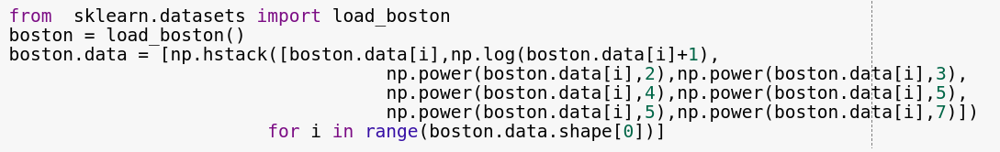 from  sklearn.datasets import load_boston
boston = load_boston()
boston.data = [np.hstack([boston.data[i],np.log(boston.data[i]+1),
np.power(boston.data[i],2),np.power(boston.data[i],3),
np.power(boston.data[i],4),np.power(boston.data[i],5),
np.power(boston.data[i],5),np.power(boston.data[i],7)])
for i in range(boston.data.shape[0])]